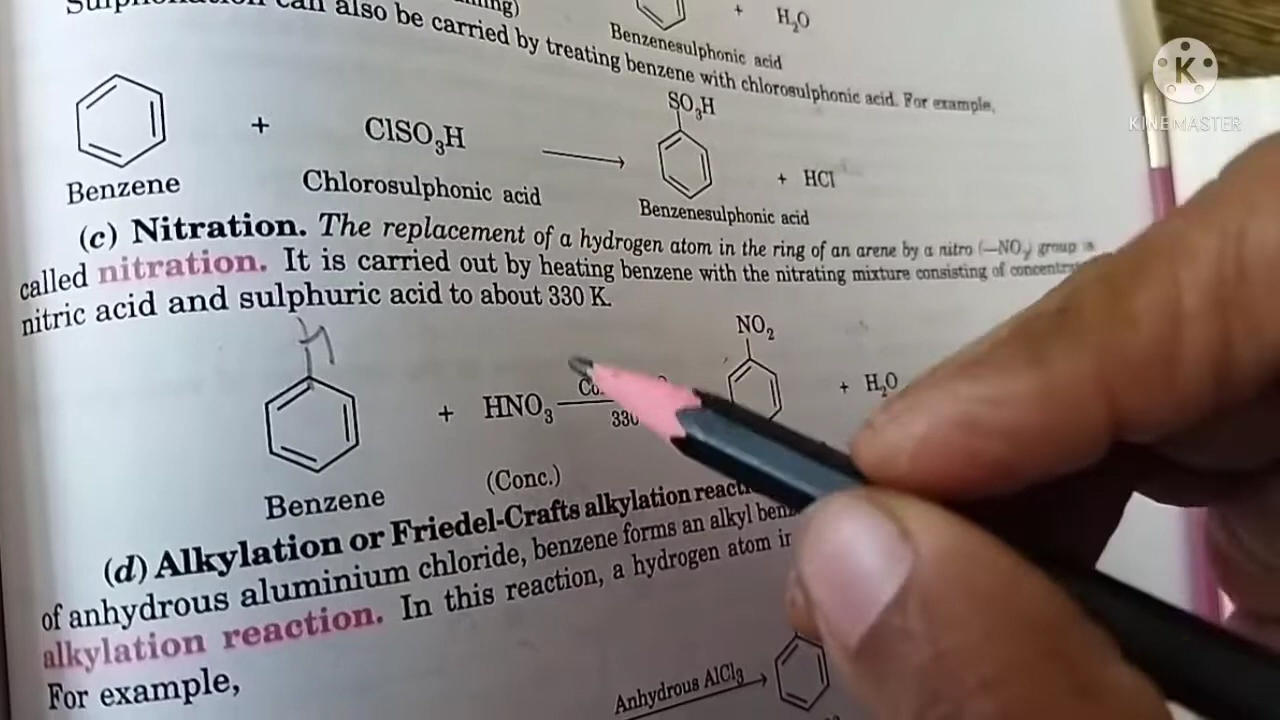 can also be carried by treating benzene with chlorosulphonic acid. For example,
+ H₂O
Benzenesulphonic acid
K
KINEMASTER
SO₃H
+ ClSO₃H
+ HCl
Benzene
Chlorosulphonic acid
Benzenesulphonic acid
(c) Nitration. The replacement of a hydrogen atom in the ring of an arene by a nitro (—NO₂) group is
called nitration. It is carried out by heating benzene with the nitrating mixture consisting of
nitric acid and sulphuric acid to about 330 K.
H
NO₂
+ HNO₃
330
+ H₂O
(Conc.)
Benzene
(d) Alkylation or Friedel-Crafts alkylation
of anhydrous aluminium chloride, benzene forms an alkyl
alkylation reaction. In this reaction, a hydrogen atom
For example,
Anhydrous AlCl₃